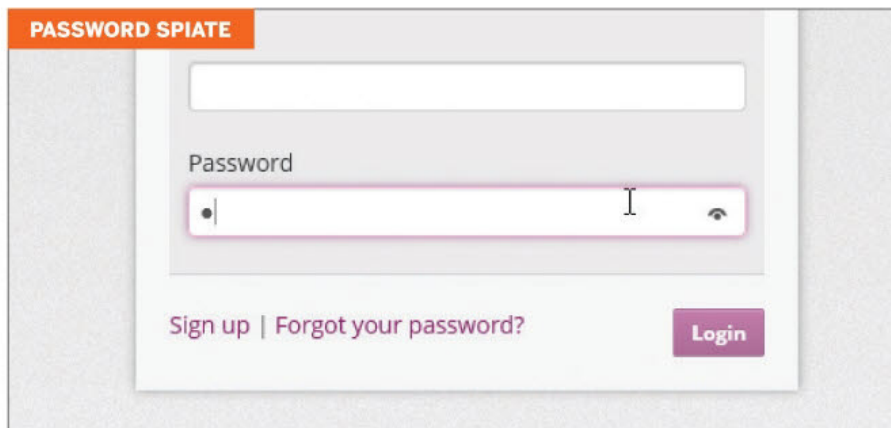 PASSWORD SPIATE
Password
•
Sign up | Forgot your password?
Login